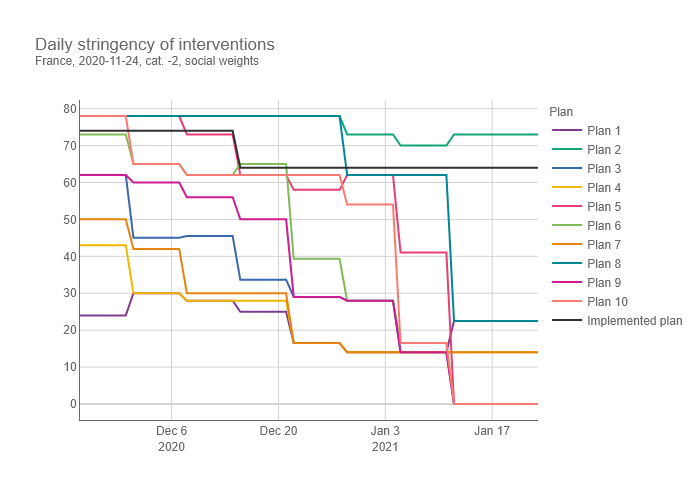 Daily stringency of interventions
France, 2020-11-24, cat. -2, social weights
80
70
60
50
40
30
20
10
0
Dec 6
2020
Dec 20
Jan 3
2021
Jan 17
Plan
Plan 1
Plan 2
Plan 3
Plan 4
Plan 5
Plan 6
Plan 7
Plan 8
Plan 9
Plan 10
Implemented plan